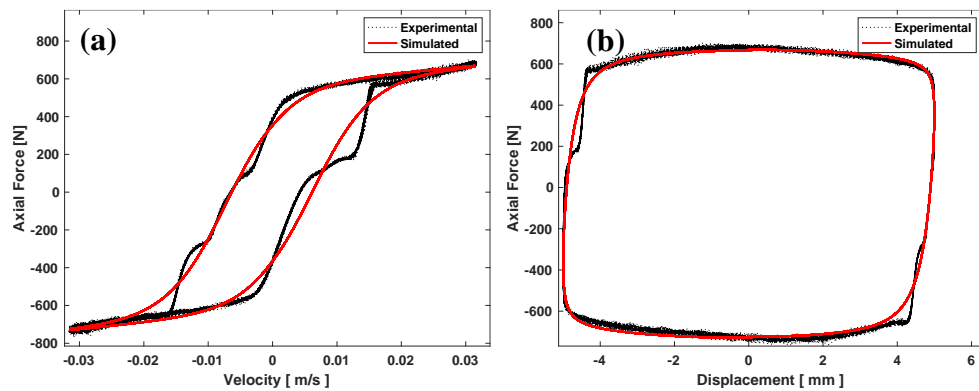 (a)
Experimental
Simulated
800
600
400
200
0
-200
-400
-600
-800
Axial Force [N]
-0.03 -0.02 -0.01 0 0.01 0.02 0.03
Velocity [ m/s ]
(b)
Experimental
Simulated
800
600
400
200
0
-200
-400
-600
Axial Force [N]
-4 -2 0 2 4 6
Displacement [ mm ]